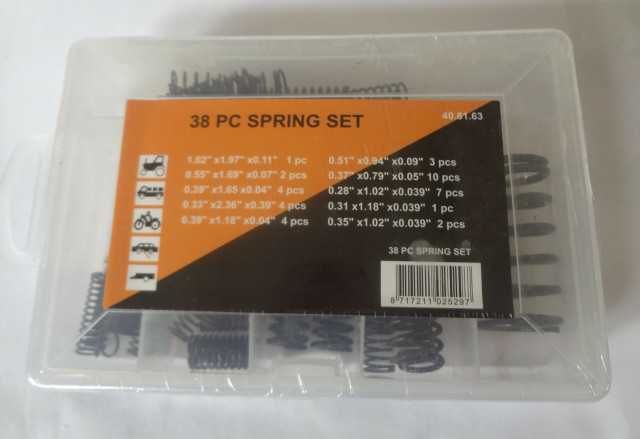 38 PC SPRING SET
40.81.63
1.02" x1.97" x0.11" 1 pc
0.55" x1.69" x0.07" 2 pcs
0.39" x1.65 x0.04" 4 pcs
0.33" x2.36" x0.39" 4 pcs
0.39" x1.18" x0.04" 4 pcs
0.51" x0.94" x0.09" 3 pcs
0.37" x0.79" x0.05" 10 pcs
0.28" x1.02" x0.039" 7 pcs
0.31 x1.18" x0.039" 1 pc
0.35" x1.02" x0.039" 2 pcs
38 PC SPRING SET
8 717211 025297